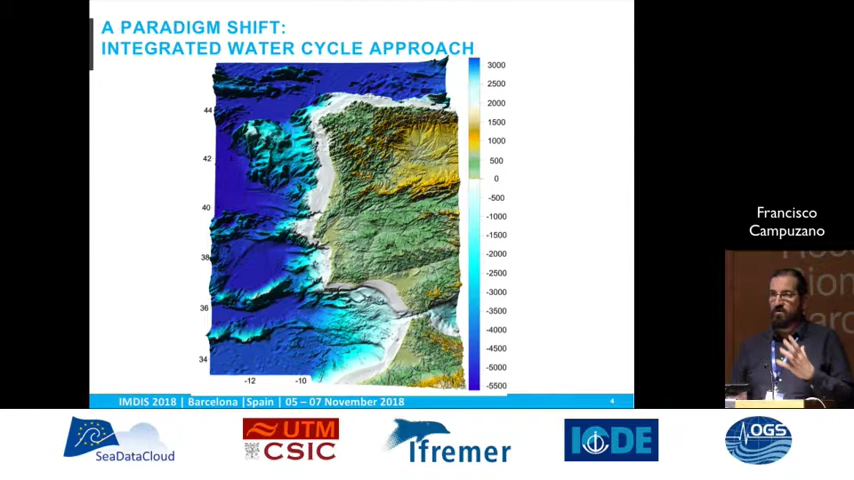 A PARADIGM SHIFT:
INTEGRATED WATER CYCLE APPROACH
44
42
40
38
36
34
-12
-10
3000
2500
2000
1500
1000
500
0
-500
-1000
-1500
-2000
-2500
-3000
-3500
-4000
-4500
-5000
-5500
IMDIS 2018 | Barcelona |Spain | 05 – 07 November 2018
4
Francisco
Campuzano
SeaDataCloud
UTM
CSIC
Ifremer
IODE
OGS